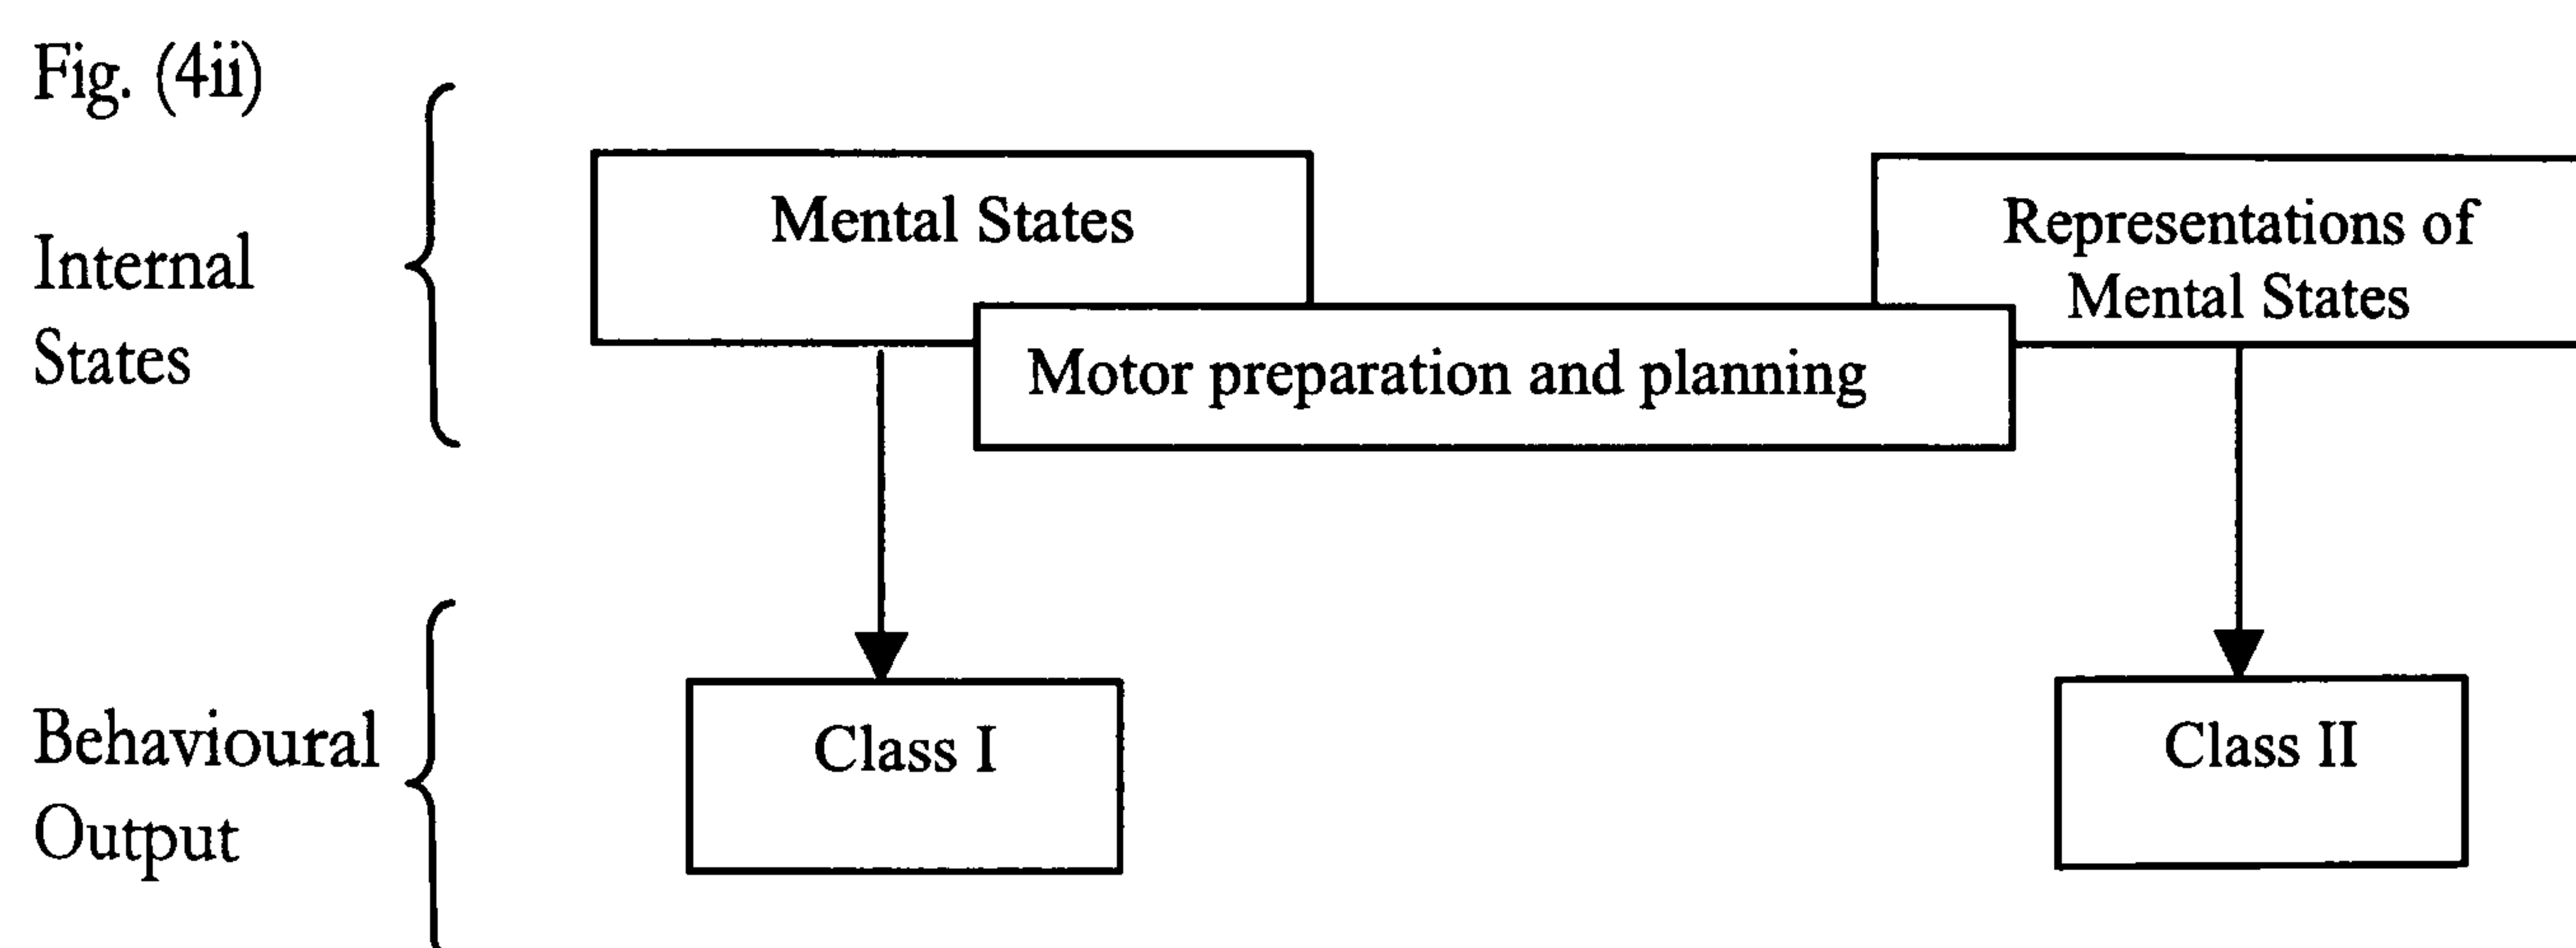 Fig. (4ii)
Mental States
Representations of
Mental States
Internal
States
Motor preparation and planning
Behavioural
Output
Class I
Class II